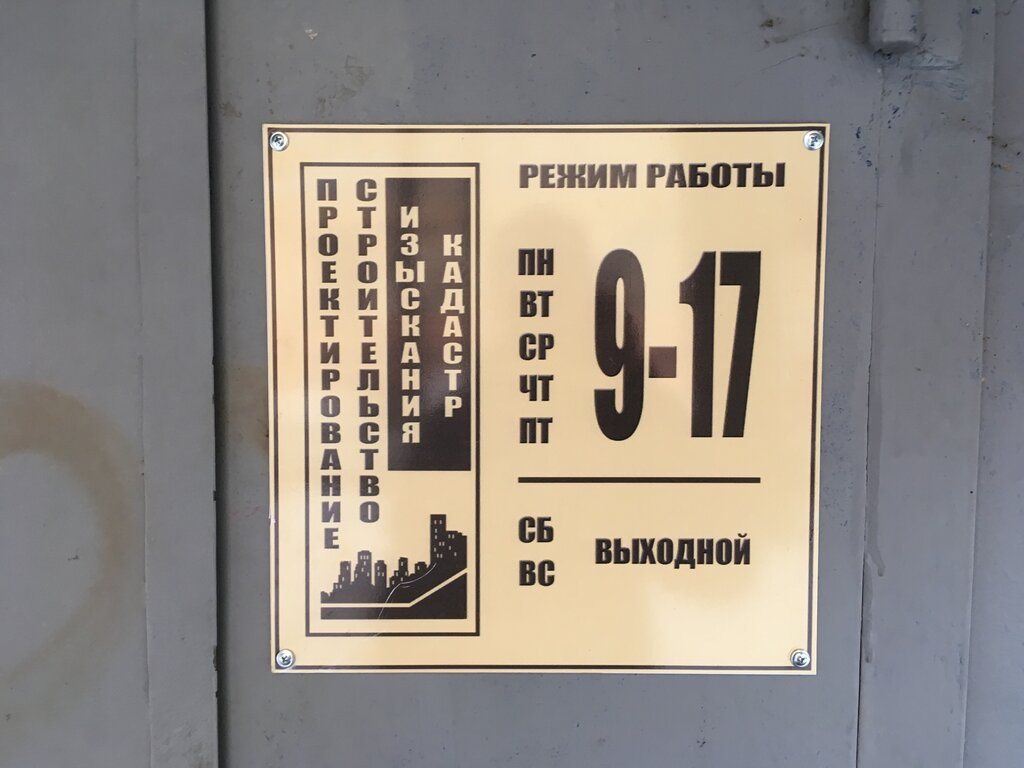 ПРОЕКТИРОВАНИЕ
СТРОИТЕЛЬСТВО
ИЗЫСКАНИЯ
КАДАСТР
РЕЖИМ РАБОТЫ
ПН
ВТ
СР
ЧТ
ПТ
9-17
СБ
ВС
ВЫХОДНОЙ